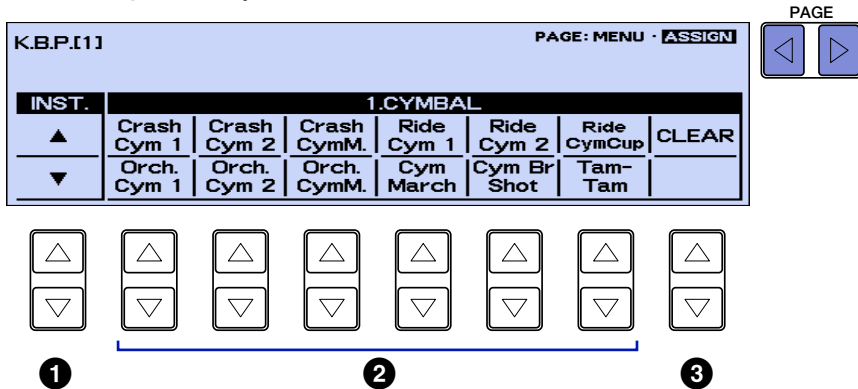 PAGE
K.B.P.[1]
PAGE: MENU · ASSIGN
INST. 1.CYMBAL
▲ Crash Cym 1 Crash Cym 2 Crash CymM. Ride Cym 1 Ride Cym 2 Ride CymCup CLEAR
▼ Orch. Cym 1 Orch. Cym 2 Orch. CymM. Cym March Cym Br Shot Tam-Tam
1 2 3